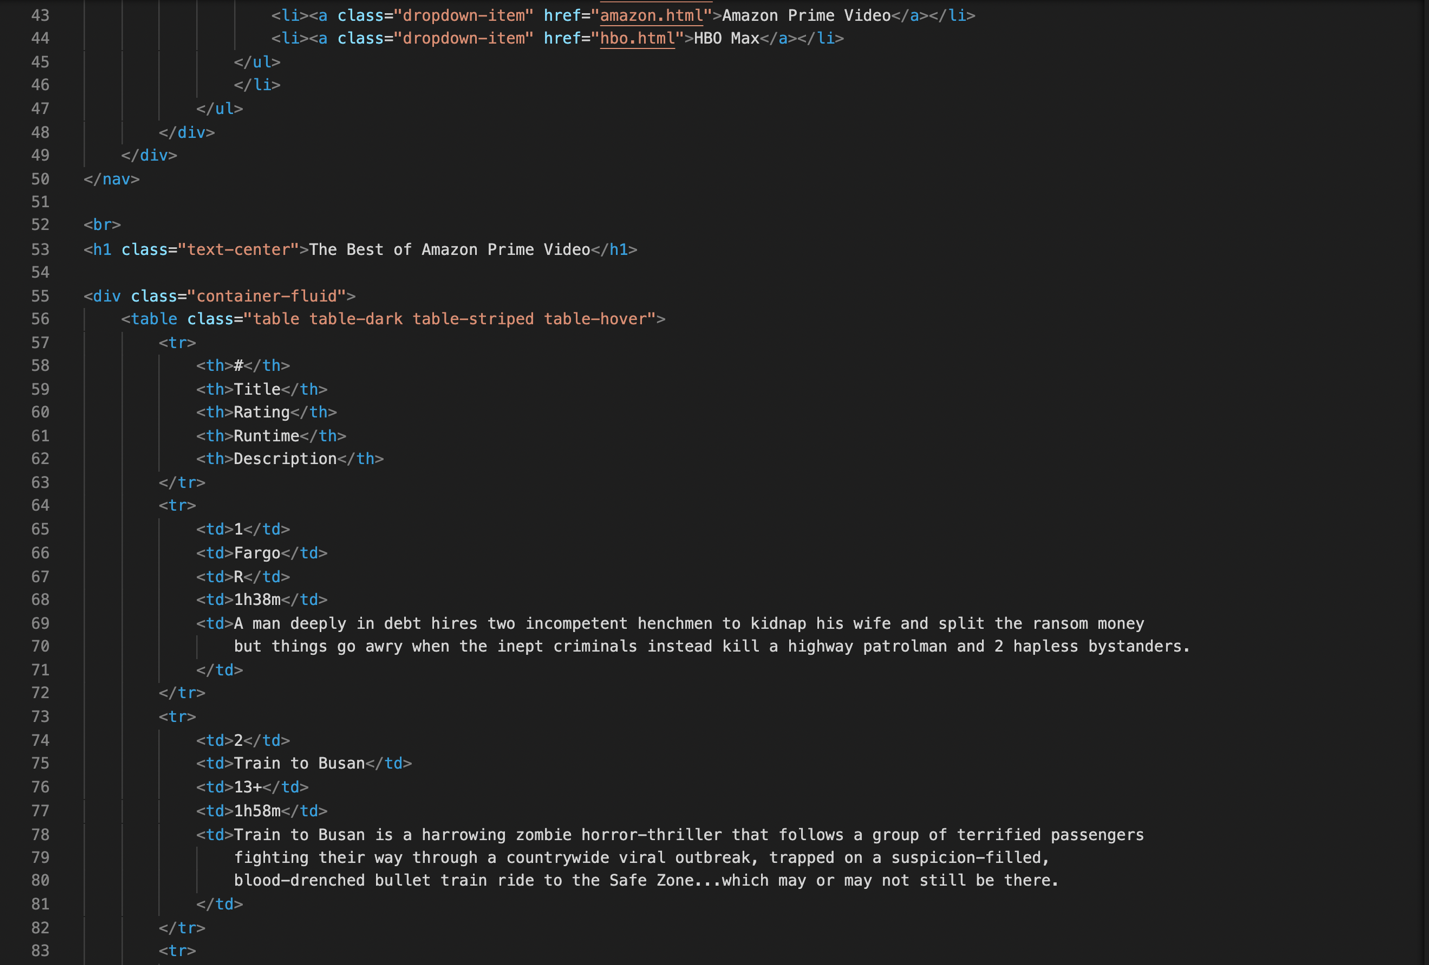 43                     <li><a class="dropdown-item" href="amazon.html">Amazon Prime Video</a></li>
44                     <li><a class="dropdown-item" href="hbo.html">HBO Max</a></li>
45                 </ul>
46                 </li>
47             </ul>
48         </div>
49     </div>
50 </nav>
51
52 <br>
53 <h1 class="text-center">The Best of Amazon Prime Video</h1>
54
55 <div class="container-fluid">
56     <table class="table table-dark table-striped table-hover">
57         <tr>
58             <th>#</th>
59             <th>Title</th>
60             <th>Rating</th>
61             <th>Runtime</th>
62             <th>Description</th>
63         </tr>
64         <tr>
65             <td>1</td>
66             <td>Fargo</td>
67             <td>R</td>
68             <td>1h38m</td>
69             <td>A man deeply in debt hires two incompetent henchmen to kidnap his wife and split the ransom money
70                 but things go awry when the inept criminals instead kill a highway patrolman and 2 hapless bystanders.
71             </td>
72         </tr>
73         <tr>
74             <td>2</td>
75             <td>Train to Busan</td>
76             <td>13+</td>
77             <td>1h58m</td>
78             <td>Train to Busan is a harrowing zombie horror-thriller that follows a group of terrified passengers
79                 fighting their way through a countrywide viral outbreak, trapped on a suspicion-filled,
80                 blood-drenched bullet train ride to the Safe Zone...which may or may not still be there.
81             </td>
82         </tr>
83         <tr>